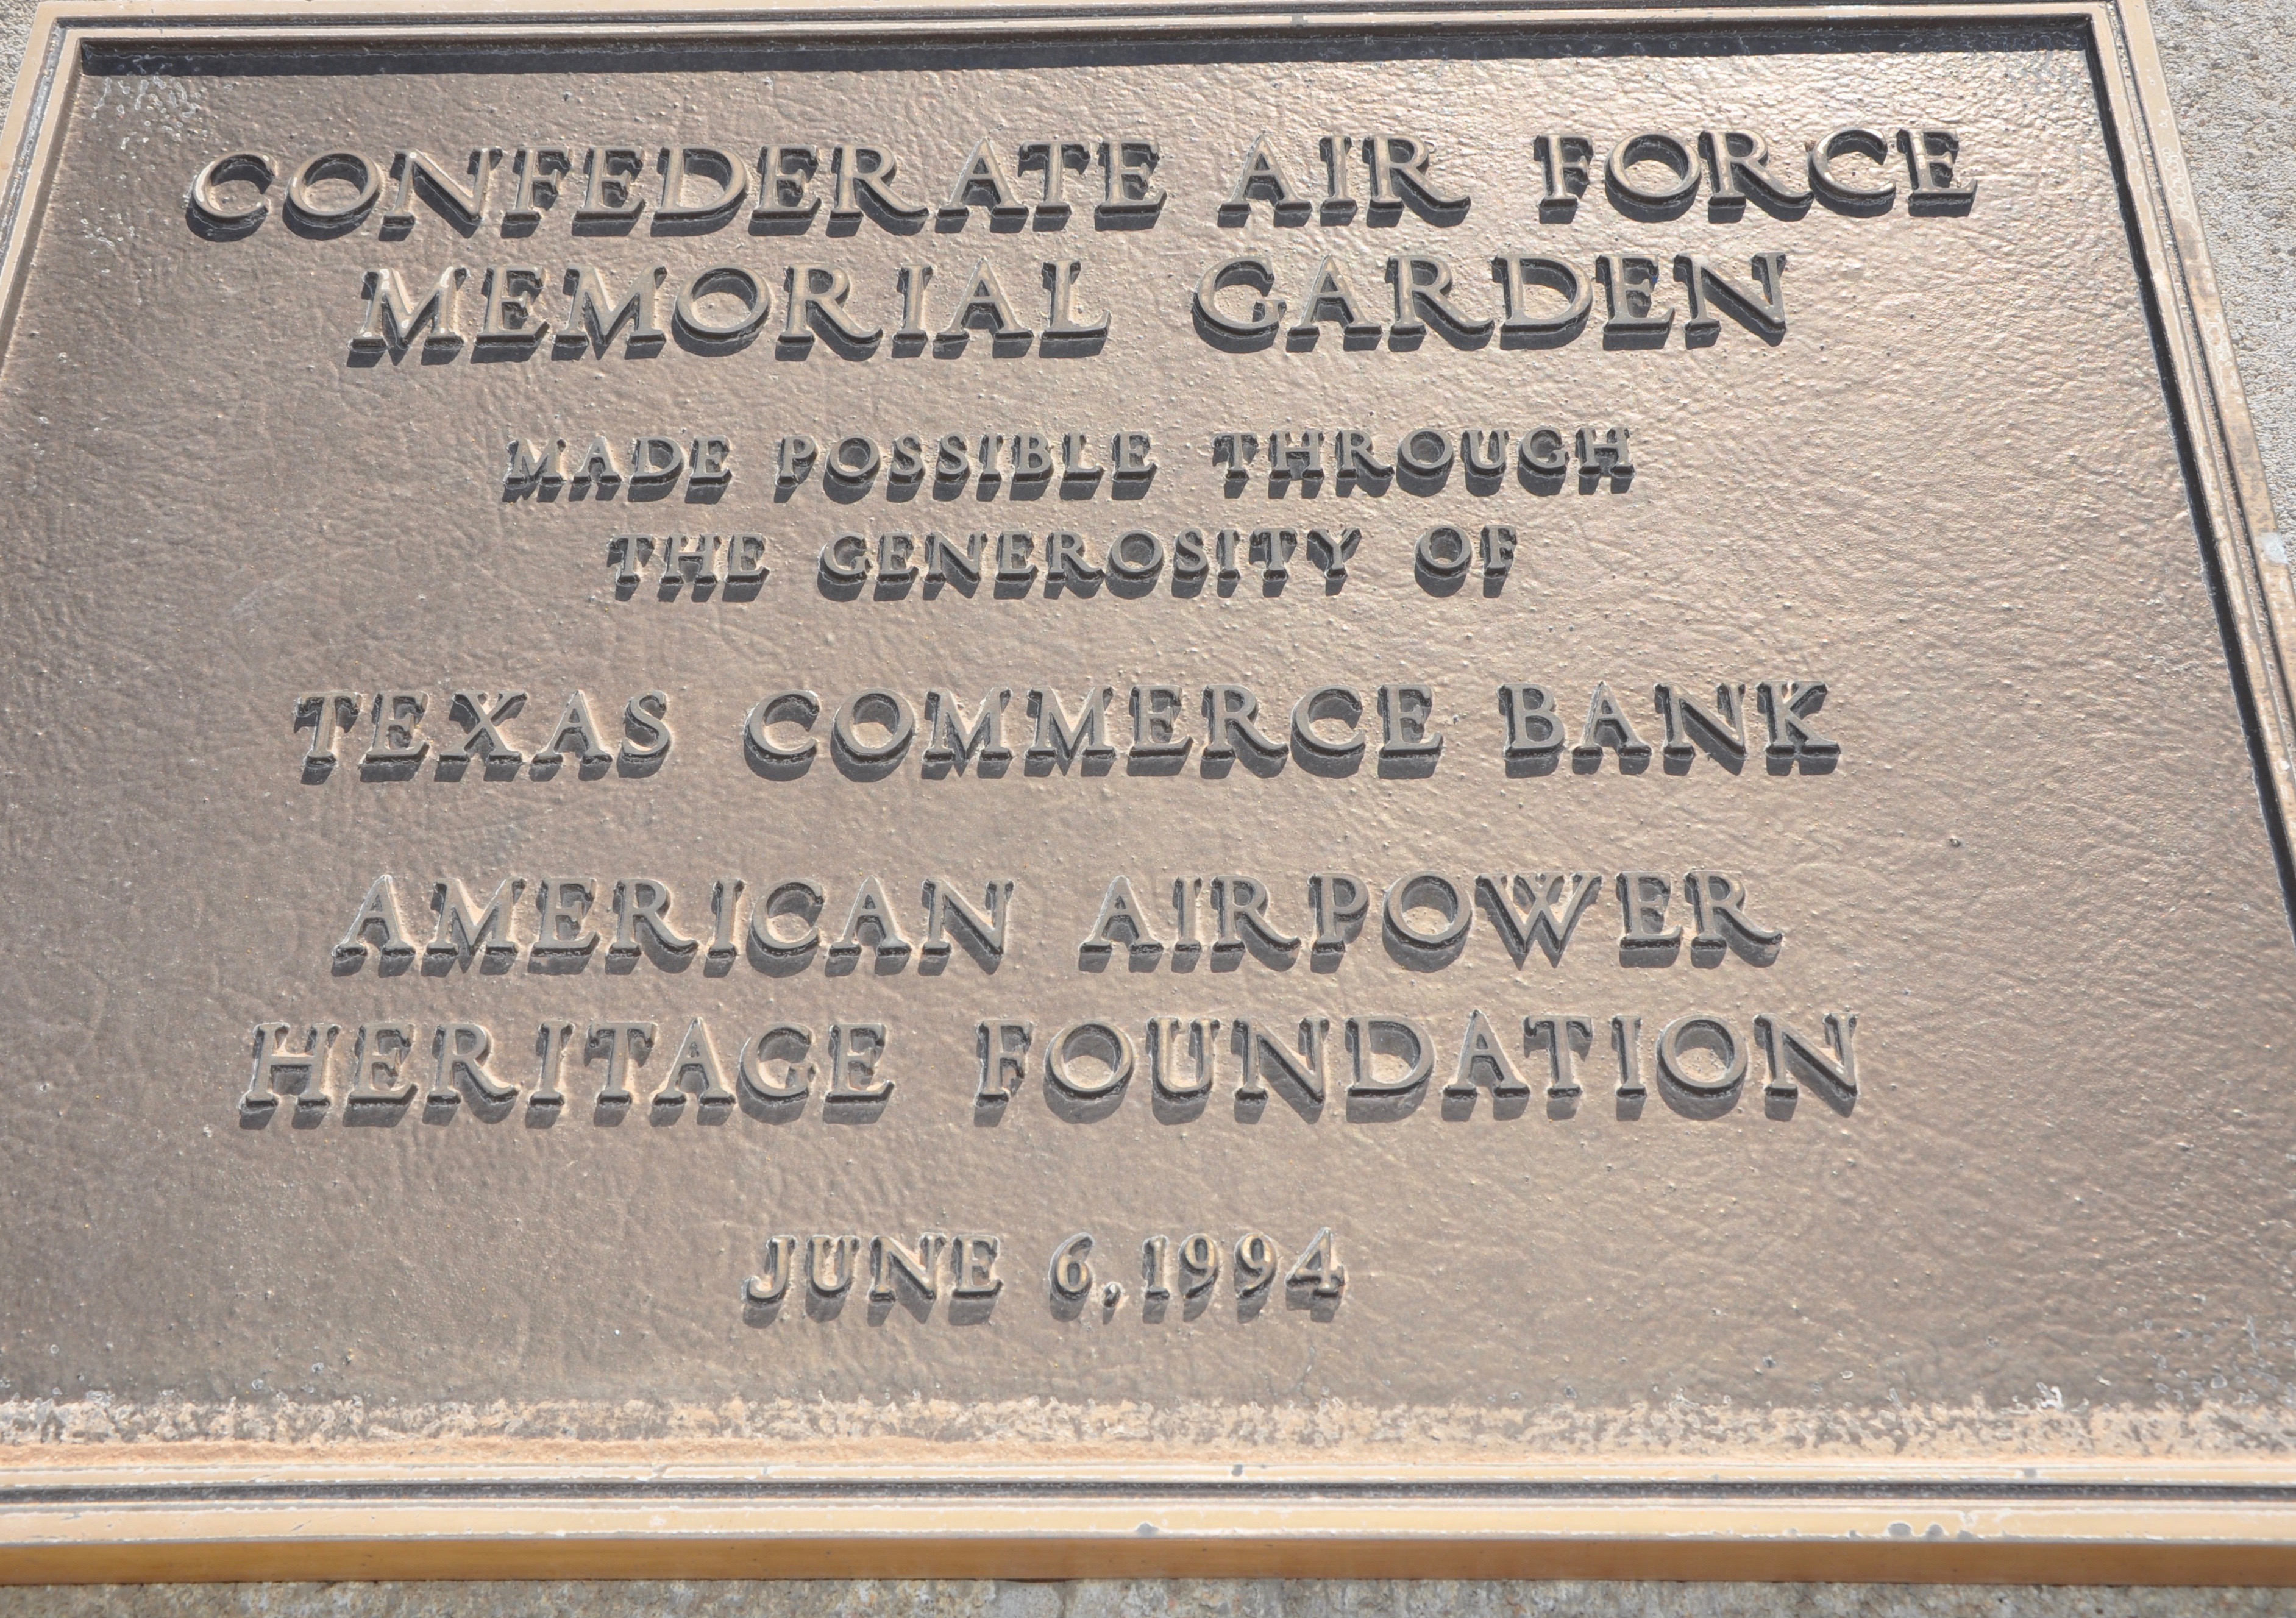 CONFEDERATE AIR FORCE
MEMORIAL GARDEN
MADE POSSIBLE THROUGH
THE GENEROSITY OF
TEXAS COMMERCE BANK
AMERICAN AIRPOWER
HERITAGE FOUNDATION
JUNE 6, 1994